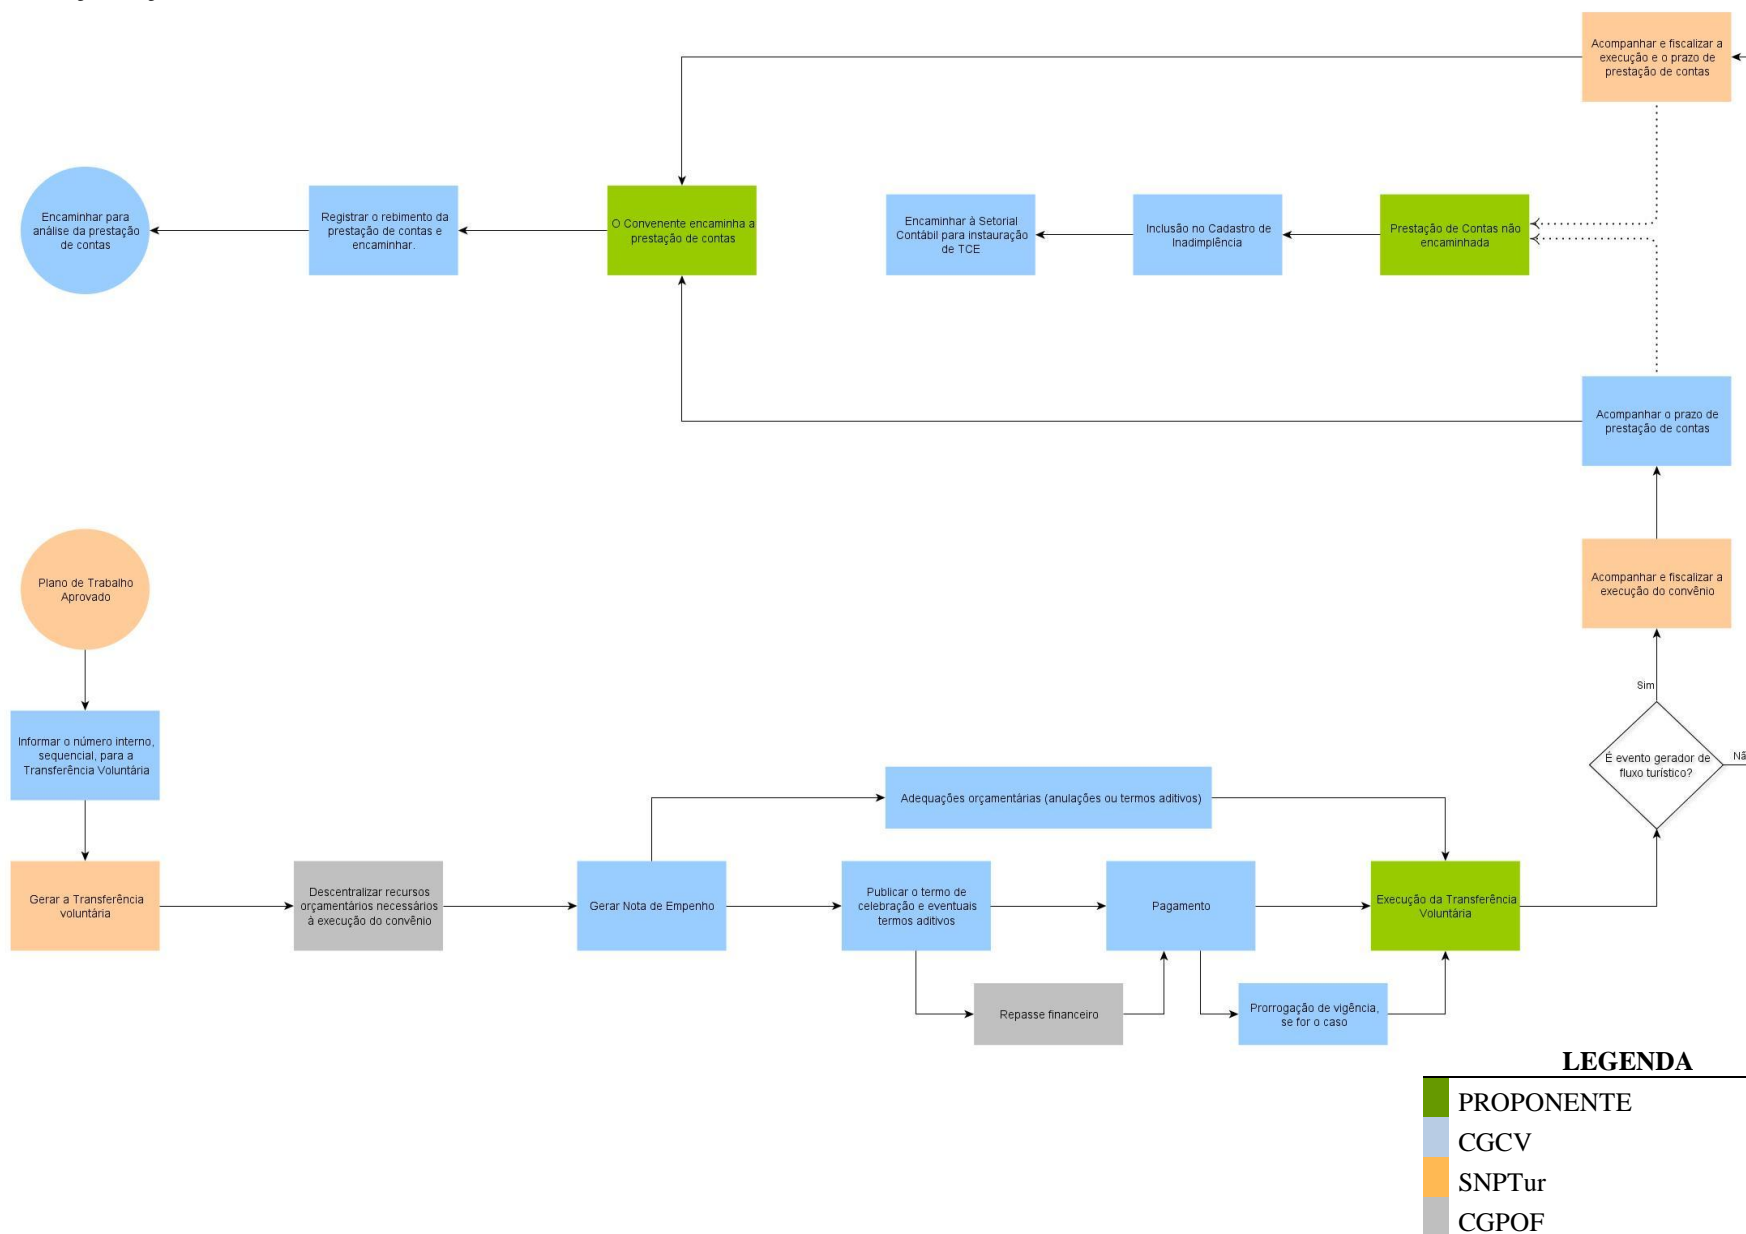 Acompanhar e fiscalizar a
execução e o prazo de
prestação de contas
Encaminhar para
análise da prestação
de contas
Registrar o rebimento da
prestação de contas e
encaminhar.
O Convenente encaminha a
prestação de contas
Encaminhar à Setorial
Contábil para instauração
de TCE
Inclusão no Cadastro de
Inadimplência
Prestação de Contas não
encaminhada
Acompanhar o prazo de
prestação de contas
Plano de Trabalho
Aprovado
Acompanhar e fiscalizar a
execução do convênio
Sim
Informar o número interno,
sequencial, para a
Transferência Voluntária
É evento gerador de
fluxo turístico?
Nã
Adequações orçamentárias (anulações ou termos aditivos)
Gerar a Transferência
voluntária
Descentralizar recursos
orçamentários necessários
à execução do convênio
Gerar Nota de Empenho
Publicar o termo de
celebração e eventuais
termos aditivos
Pagamento
Execução da Transferência
Voluntária
Repasse financeiro
Prorrogação de vigência,
se for o caso
LEGENDA
PROPONENTE
CGCV
SNPTur
CGPOF